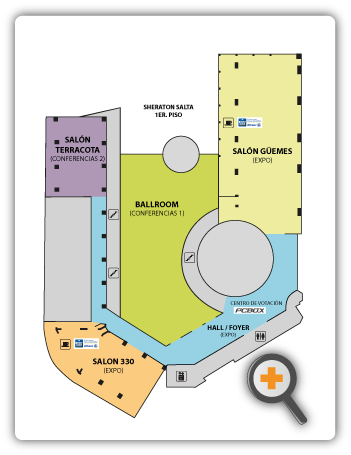 SHERATON SALTA
1ER. PISO
SALÓN
TERRACOTA
(CONFERENCIAS 2)
SALÓN GÜEMES
(EXPO)
BALLROOM
(CONFERENCIAS 1)
CENTRO DE VOTACIÓN
PCBOX
HALL / FOYER
(EXPO)
SALON 330
(EXPO)